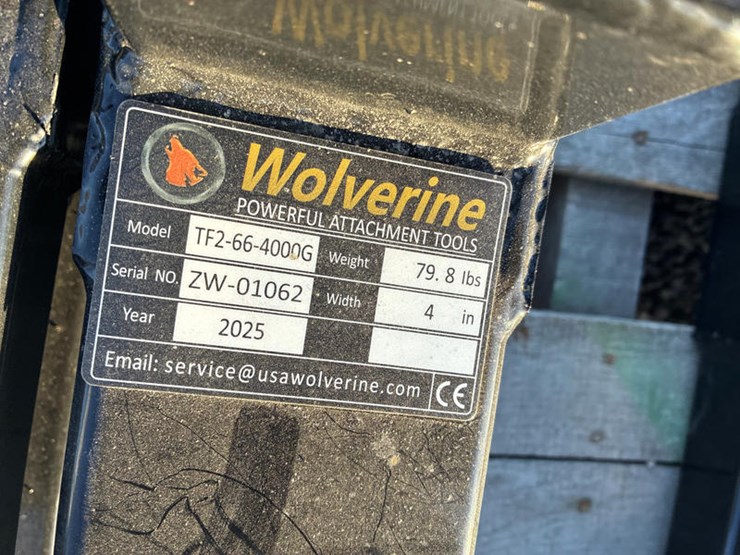 Wolverine
Wolverine
POWERFUL ATTACHMENT TOOLS
Model TF2-66-4000G Weight 79.8 lbs
Serial NO. ZW-01062 Width 4 in
Year 2025
Email: service@usawolverine.com CE